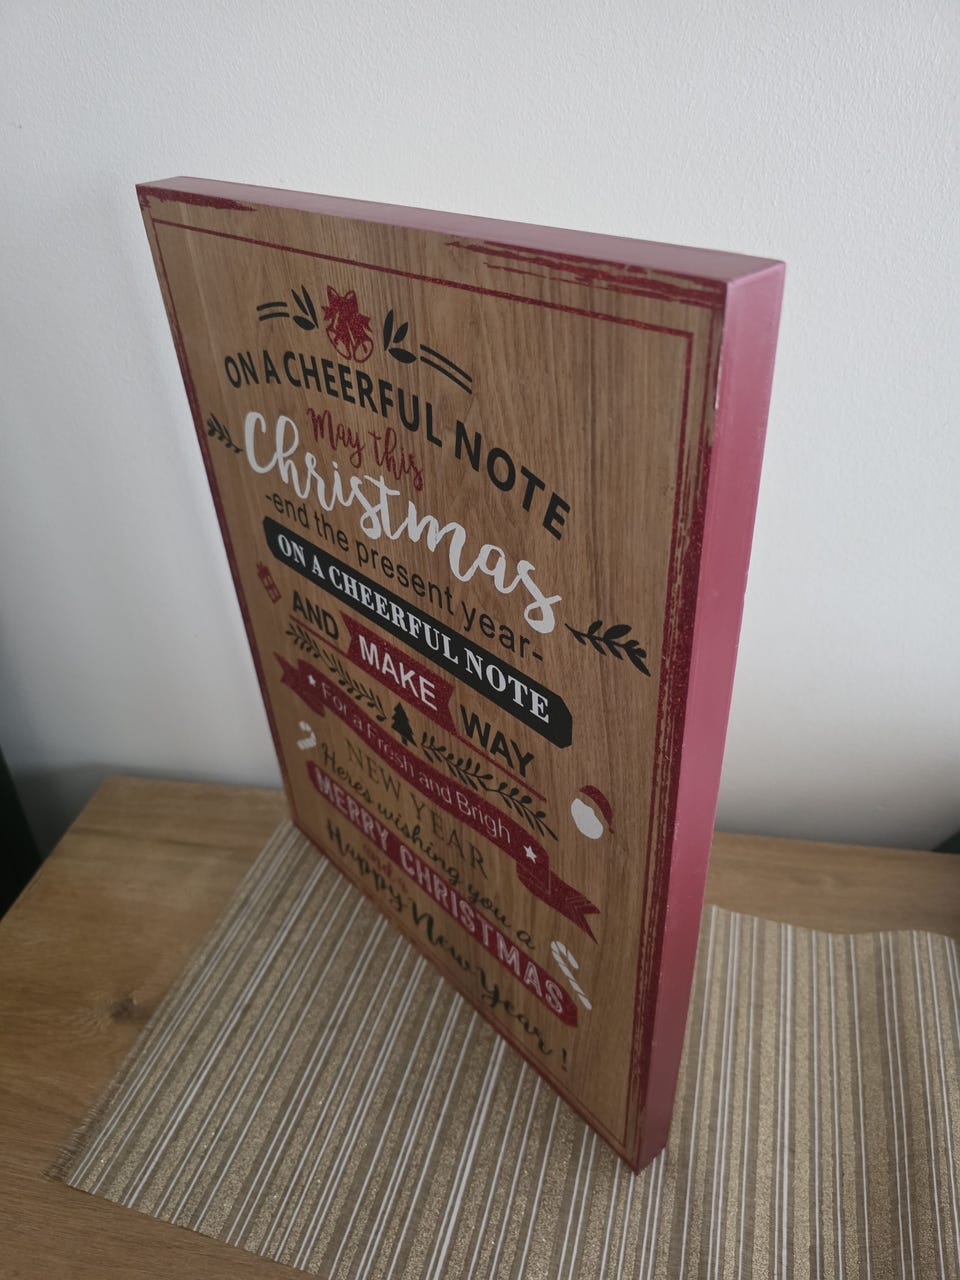 ON A CHEERFUL NOTE
May this
Christmas
-end the present year-
ON A CHEERFUL NOTE
AND MAKE WAY
For a Fresh and Brigh
NEW YEAR
Here's wishing you a
MERRY CHRISTMAS
and a
Happy New Year!